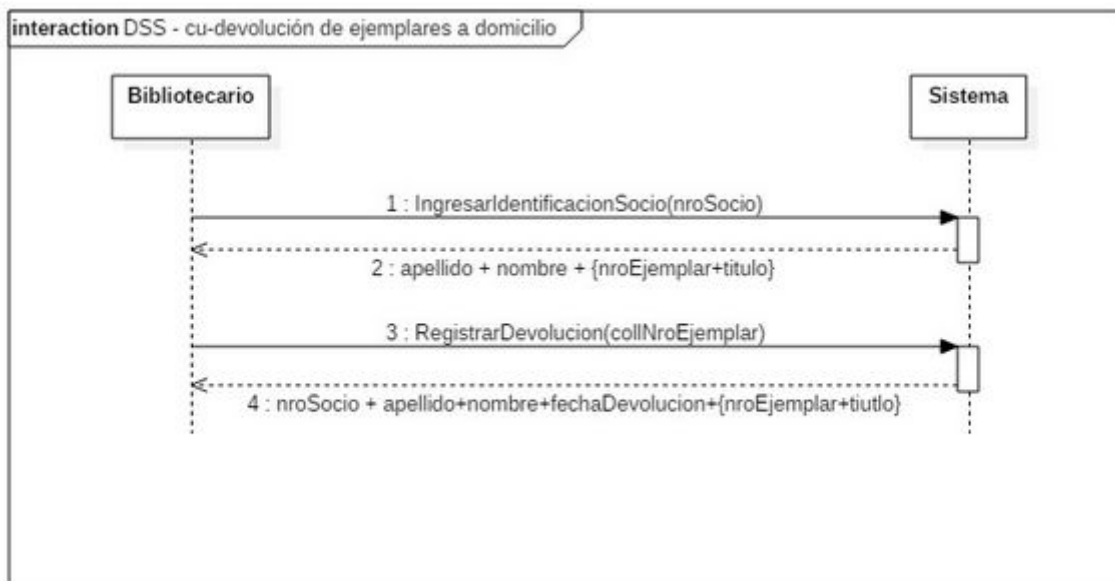 interaction DSS - cu-devolución de ejemplares a domicilio
Bibliotecario
Sistema
1 : IngresarIdentificacionSocio(nroSocio)
2 : apellido + nombre + {nroEjemplar+titulo}
3 : RegistrarDevolucion(collNroEjemplar)
4 : nroSocio + apellido+nombre+fechaDevolucion+{nroEjemplar+tiutlo}